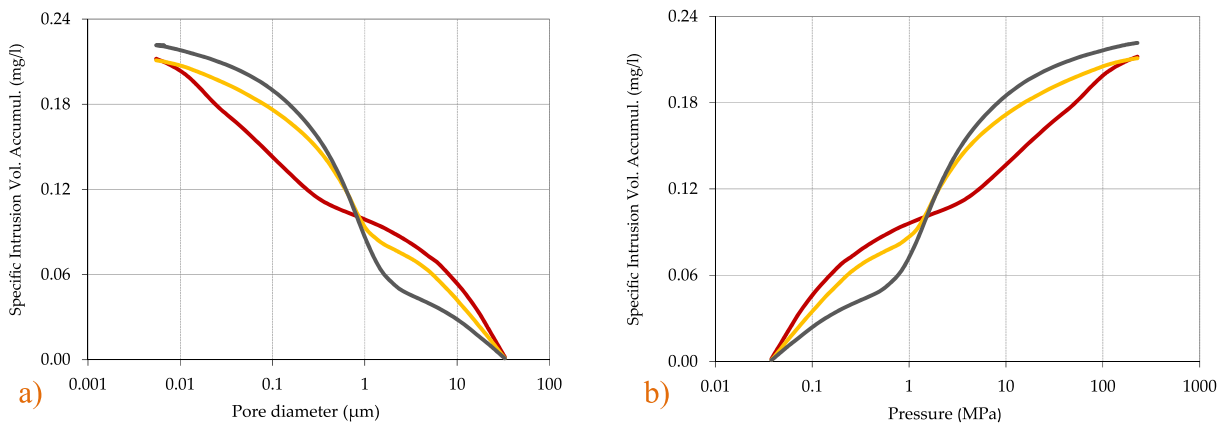 Specific Intrusion Vol. Accumul. (mg/l)
0.24
0.18
0.12
0.06
0.00
0.001 0.01 0.1 1 10 100
Pore diameter (µm)
a)
Specific Intrusion Vol. Accumul. (mg/l)
0.24
0.18
0.12
0.06
0.00
0.01 0.1 1 10 100 1000
Pressure (MPa)
b)